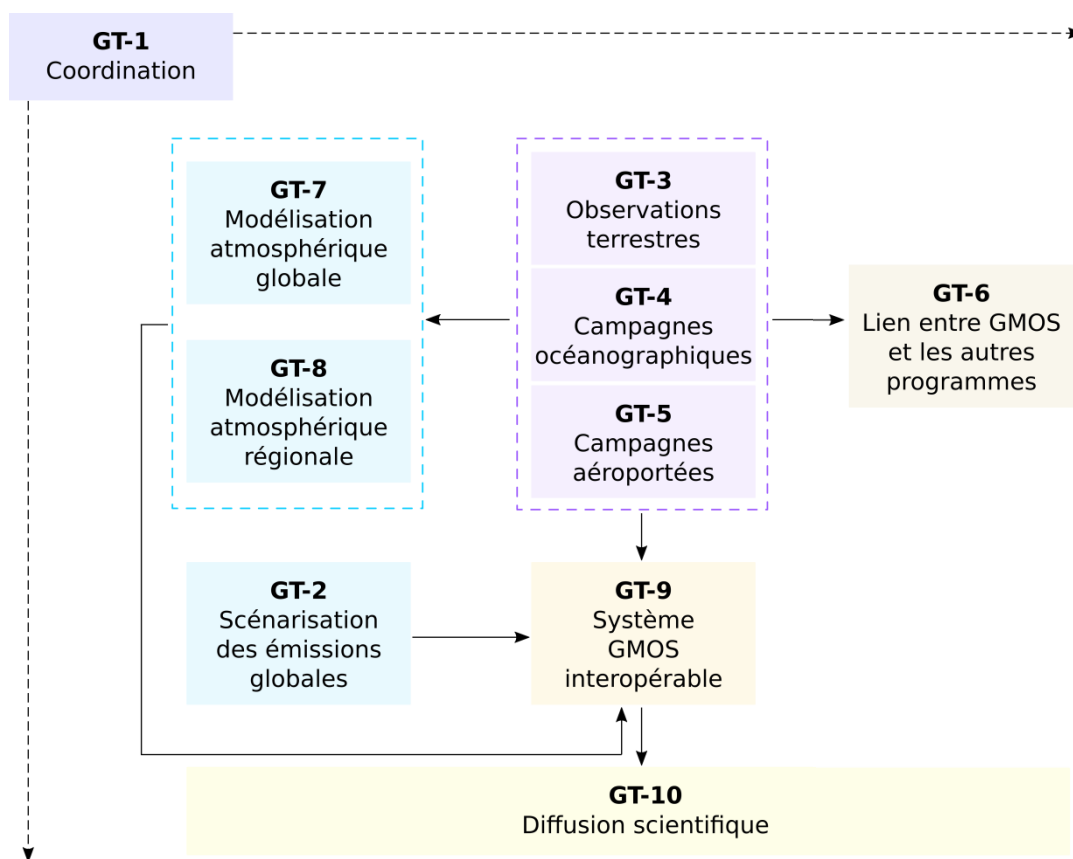 GT-1
Coordination
GT-7
Modélisation
atmosphérique
globale
GT-8
Modélisation
atmosphérique
régionale
GT-3
Observations
terrestres
GT-4
Campagnes
océanographiques
GT-5
Campagnes
aéroportées
GT-6
Lien entre GMOS
et les autres
programmes
GT-2
Scénarisation
des émissions
globales
GT-9
Système
GMOS
interopérable
GT-10
Diffusion scientifique